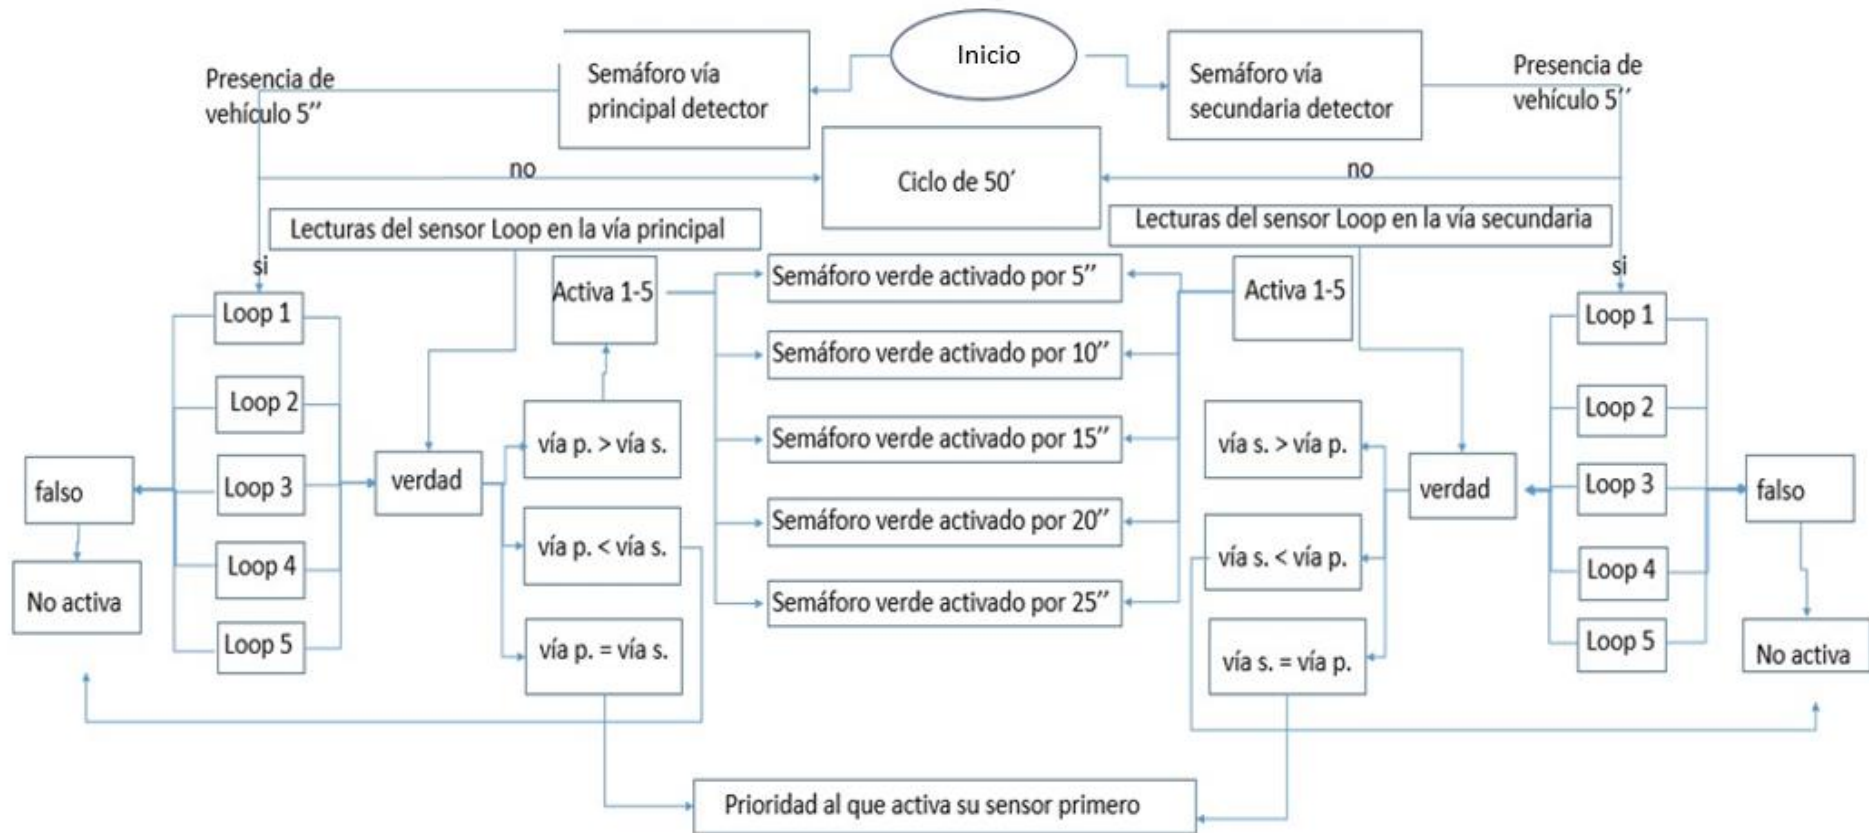 Inicio
Semáforo vía
principal detector
Semáforo vía
secundaria detector
Presencia de
vehículo 5’’
Presencia de
vehículo 5’’
no
Ciclo de 50´
no
Lecturas del sensor Loop en la vía principal
Lecturas del sensor Loop en la vía secundaria
si
Loop 1
Loop 2
Loop 3
Loop 4
Loop 5
falso
No activa
verdad
Activa 1-5
vía p. > vía s.
vía p. < vía s.
vía p. = vía s.
Semáforo verde activado por 5’’
Semáforo verde activado por 10’’
Semáforo verde activado por 15’’
Semáforo verde activado por 20’’
Semáforo verde activado por 25’’
Activa 1-5
vía s. > vía p.
vía s. < vía p.
vía s. = vía p.
verdad
si
Loop 1
Loop 2
Loop 3
Loop 4
Loop 5
falso
No activa
Prioridad al que activa su sensor primero